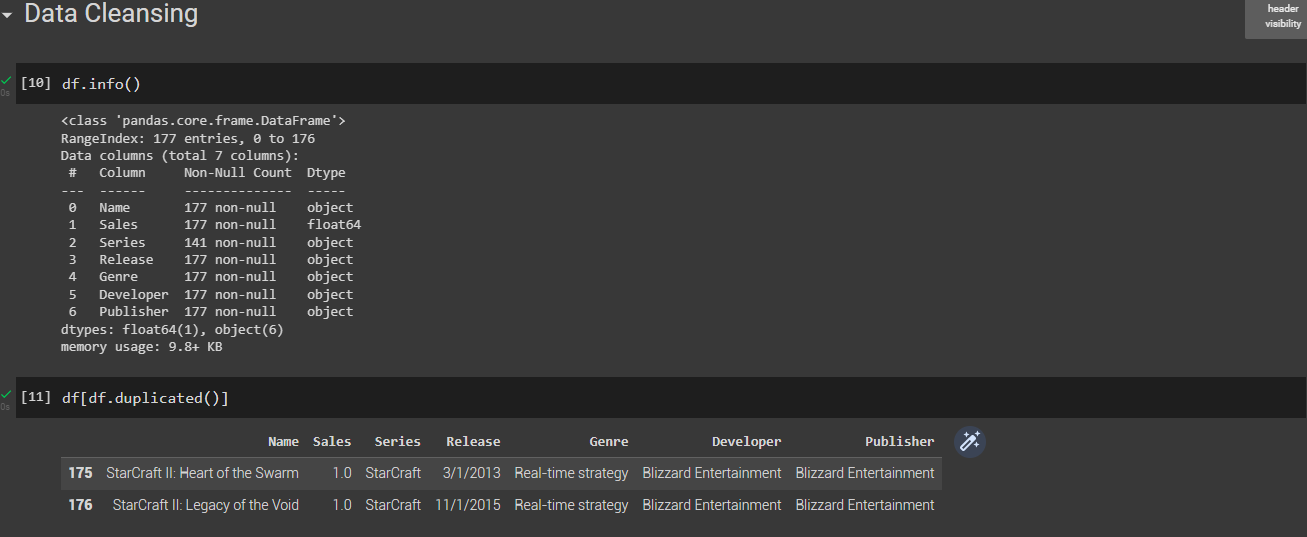 Data Cleansing
header
visibility
[10] df.info()
0s
<class 'pandas.core.frame.DataFrame'>
RangeIndex: 177 entries, 0 to 176
Data columns (total 7 columns):
 #   Column     Non-Null Count  Dtype
---  ------     --------------  -----
 0   Name       177 non-null    object
 1   Sales      177 non-null    float64
 2   Series     141 non-null    object
 3   Release    177 non-null    object
 4   Genre      177 non-null    object
 5   Developer  177 non-null    object
 6   Publisher  177 non-null    object
dtypes: float64(1), object(6)
memory usage: 9.8+ KB
[11] df[df.duplicated()]
0s
Name Sales Series Release Genre Developer Publisher
175 StarCraft II: Heart of the Swarm 1.0 StarCraft 3/1/2013 Real-time strategy Blizzard Entertainment Blizzard Entertainment
176 StarCraft II: Legacy of the Void 1.0 StarCraft 11/1/2015 Real-time strategy Blizzard Entertainment Blizzard Entertainment